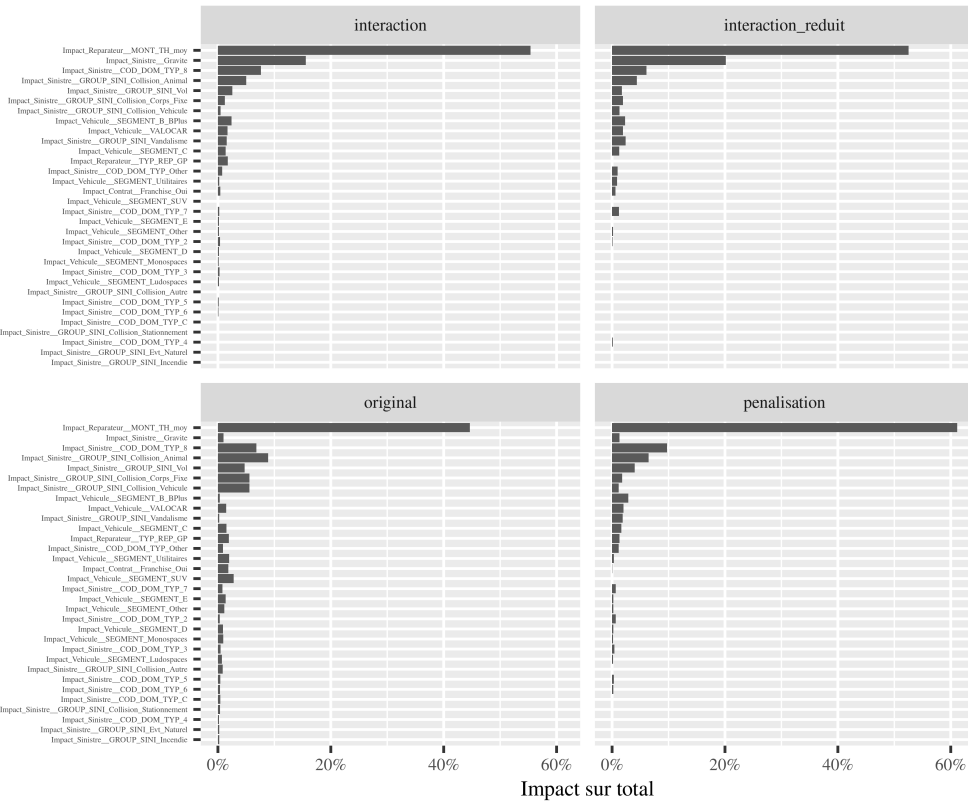 interaction
interaction_reduit
Impact_Reparateur__MONT_TH_moy
Impact_Sinistre__Gravite
Impact_Sinistre__COD_DOM_TYP_8
Impact_Sinistre__GROUP_SINI_Collision_Animal
Impact_Sinistre__GROUP_SINI_Vol
Impact_Sinistre__GROUP_SINI_Collision_Corps_Fixe
Impact_Sinistre__GROUP_SINI_Collision_Vehicule
Impact_Vehicule__SEGMENT_B_BPlus
Impact_Vehicule__VALOCAR
Impact_Sinistre__GROUP_SINI_Vandalisme
Impact_Vehicule__SEGMENT_C
Impact_Reparateur__TYP_REP_GP
Impact_Sinistre__COD_DOM_TYP_Other
Impact_Vehicule__SEGMENT_Utilitaires
Impact_Contrat__Franchise_Oui
Impact_Vehicule__SEGMENT_SUV
Impact_Sinistre__COD_DOM_TYP_7
Impact_Vehicule__SEGMENT_E
Impact_Vehicule__SEGMENT_Other
Impact_Sinistre__COD_DOM_TYP_2
Impact_Vehicule__SEGMENT_D
Impact_Vehicule__SEGMENT_Monospaces
Impact_Sinistre__COD_DOM_TYP_3
Impact_Vehicule__SEGMENT_Ludospaces
Impact_Sinistre__GROUP_SINI_Collision_Autre
Impact_Sinistre__COD_DOM_TYP_5
Impact_Sinistre__COD_DOM_TYP_6
Impact_Sinistre__COD_DOM_TYP_C
Impact_Sinistre__GROUP_SINI_Collision_Stationnement
Impact_Sinistre__COD_DOM_TYP_4
Impact_Sinistre__GROUP_SINI_Evt_Naturel
Impact_Sinistre__GROUP_SINI_Incendie
original
penalisation
Impact_Reparateur__MONT_TH_moy
Impact_Sinistre__Gravite
Impact_Sinistre__COD_DOM_TYP_8
Impact_Sinistre__GROUP_SINI_Collision_Animal
Impact_Sinistre__GROUP_SINI_Vol
Impact_Sinistre__GROUP_SINI_Collision_Corps_Fixe
Impact_Sinistre__GROUP_SINI_Collision_Vehicule
Impact_Vehicule__SEGMENT_B_BPlus
Impact_Vehicule__VALOCAR
Impact_Sinistre__GROUP_SINI_Vandalisme
Impact_Vehicule__SEGMENT_C
Impact_Reparateur__TYP_REP_GP
Impact_Sinistre__COD_DOM_TYP_Other
Impact_Vehicule__SEGMENT_Utilitaires
Impact_Contrat__Franchise_Oui
Impact_Vehicule__SEGMENT_SUV
Impact_Sinistre__COD_DOM_TYP_7
Impact_Vehicule__SEGMENT_E
Impact_Vehicule__SEGMENT_Other
Impact_Sinistre__COD_DOM_TYP_2
Impact_Vehicule__SEGMENT_D
Impact_Vehicule__SEGMENT_Monospaces
Impact_Sinistre__COD_DOM_TYP_3
Impact_Vehicule__SEGMENT_Ludospaces
Impact_Sinistre__GROUP_SINI_Collision_Autre
Impact_Sinistre__COD_DOM_TYP_5
Impact_Sinistre__COD_DOM_TYP_6
Impact_Sinistre__COD_DOM_TYP_C
Impact_Sinistre__GROUP_SINI_Collision_Stationnement
Impact_Sinistre__COD_DOM_TYP_4
Impact_Sinistre__GROUP_SINI_Evt_Naturel
Impact_Sinistre__GROUP_SINI_Incendie
0% 20% 40% 60% 0% 20% 40% 60%
Impact sur total